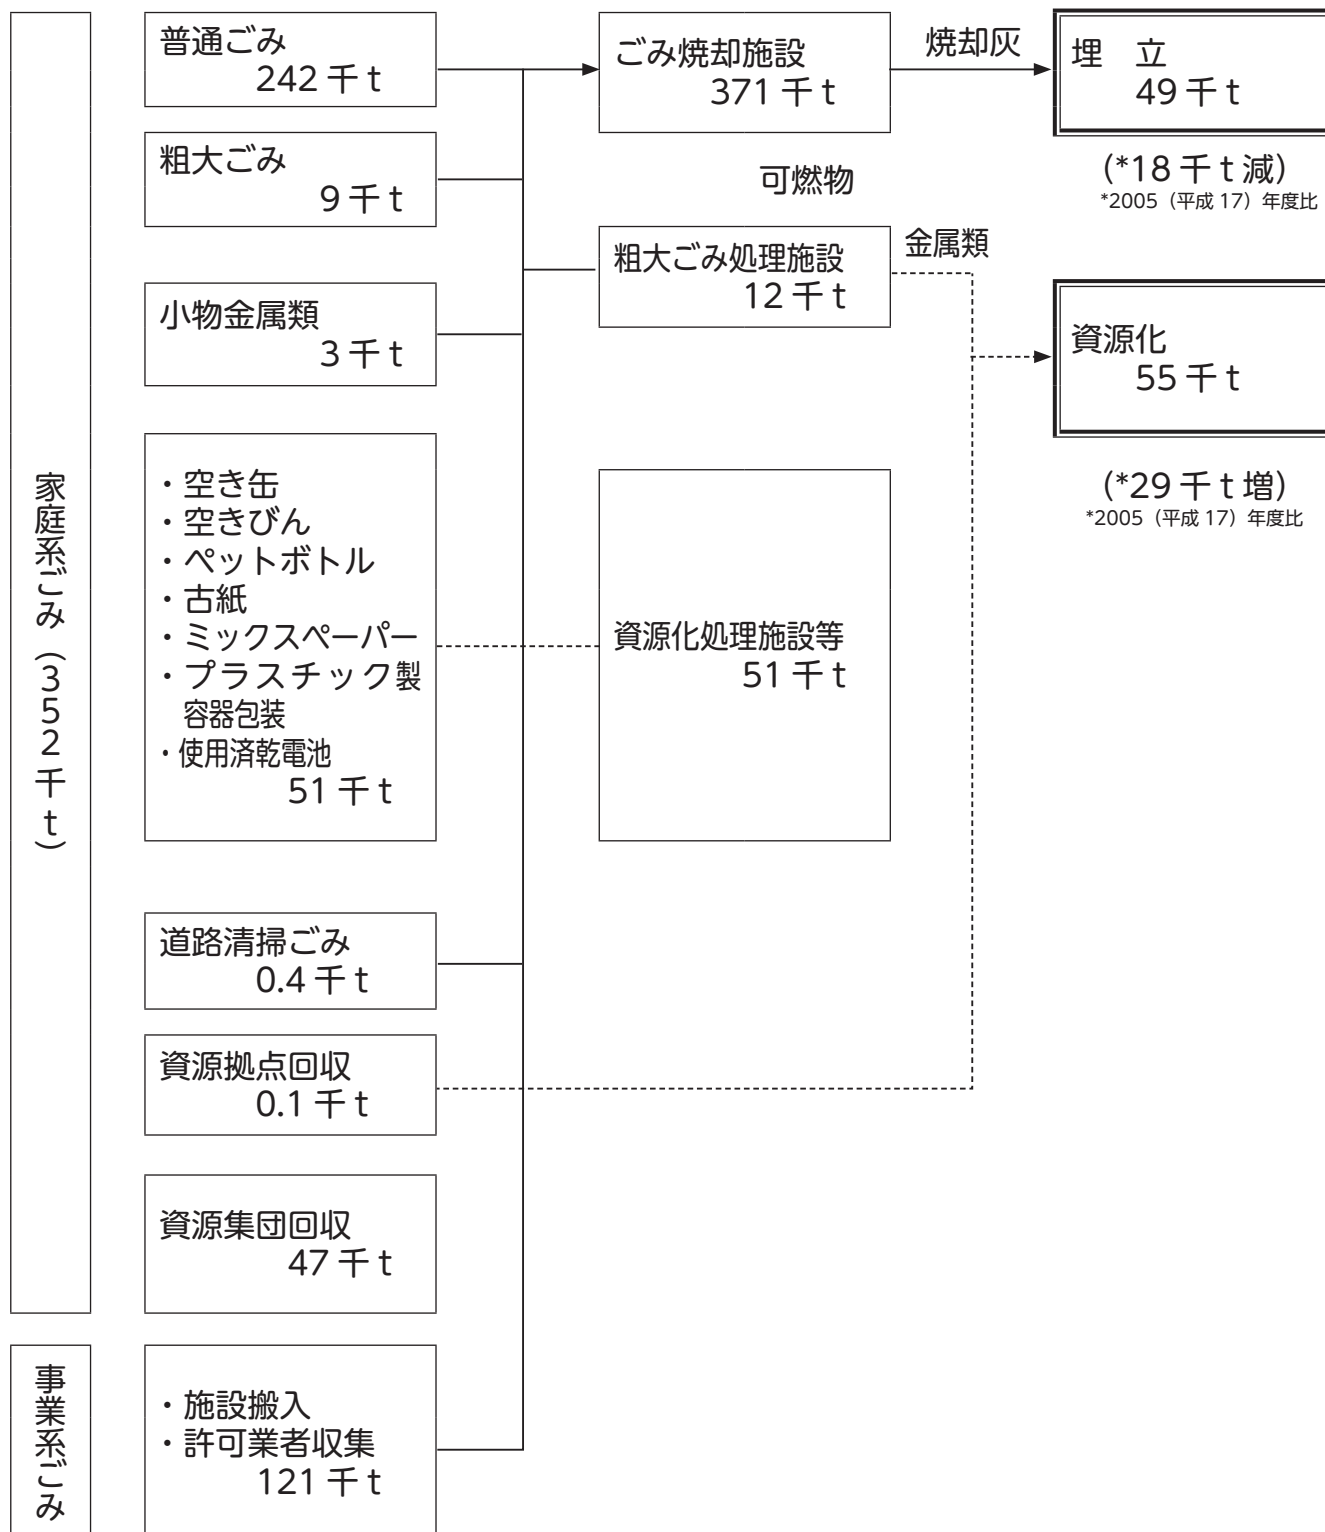 家庭系ごみ（352千t）
普通ごみ
242千t
粗大ごみ
9千t
小物金属類
3千t
・空き缶
・空きびん
・ペットボトル
・古紙
・ミックスペーパー
・プラスチック製
容器包装
・使用済乾電池
51千t
道路清掃ごみ
0.4千t
資源拠点回収
0.1千t
資源集団回収
47千t
事業系ごみ
・施設搬入
・許可業者収集
121千t
ごみ焼却施設
371千t
可燃物
粗大ごみ処理施設
12千t
資源化処理施設等
51千t
焼却灰
金属類
埋　立
49千t
(*18千t減)
*2005（平成17）年度比
資源化
55千t
(*29千t増)
*2005（平成17）年度比